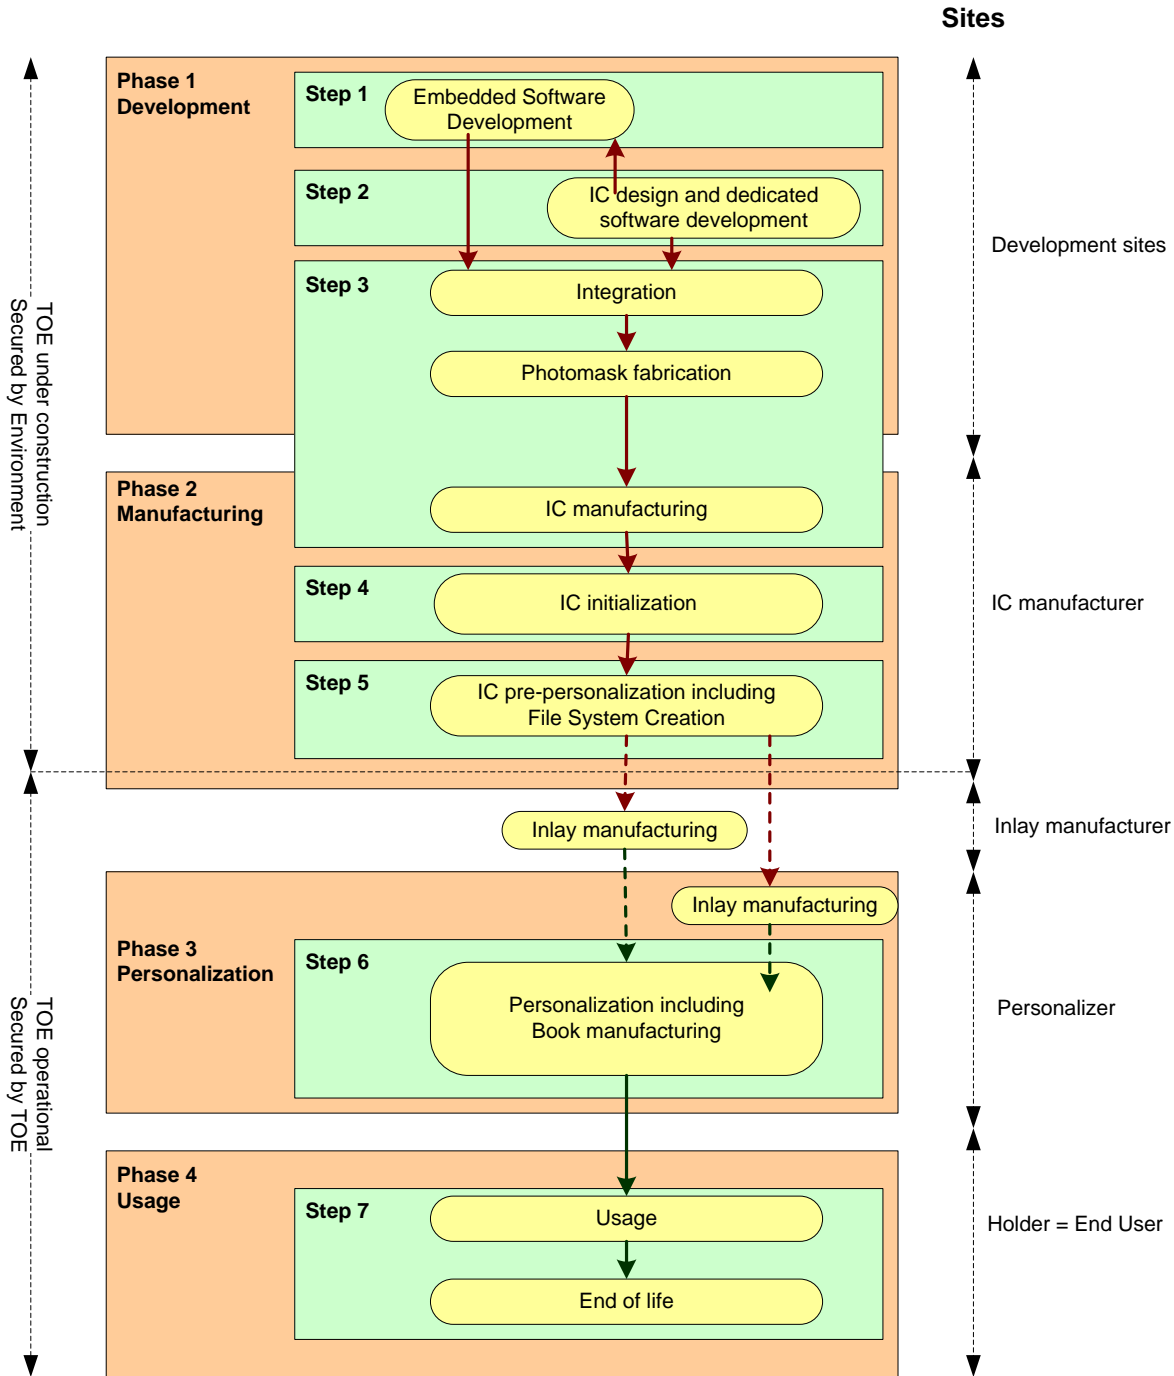 Sites
Phase 1
Development
Step 1
Embedded Software
Development
Step 2
IC design and dedicated
software development
Development sites
Step 3
Integration
Photomask fabrication
TOE under construction
Secured by Environment
Phase 2
Manufacturing
IC manufacturing
Step 4
IC initialization
IC manufacturer
Step 5
IC pre-personalization including
File System Creation
Inlay manufacturing
Inlay manufacturer
Inlay manufacturing
Phase 3
Personalization
Step 6
Personalization including
Book manufacturing
Personalizer
TOE operational
Secured by TOE
Phase 4
Usage
Step 7
Usage
Holder = End User
End of life